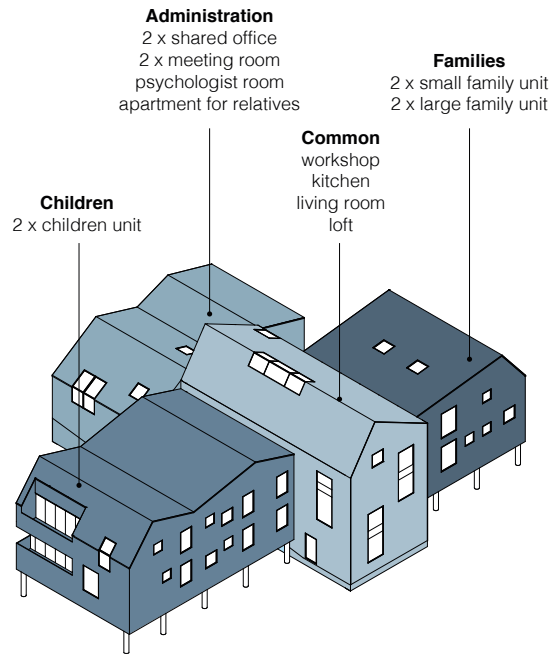 Administration
2 x shared office
2 x meeting room
psychologist room
apartment for relatives
Families
2 x small family unit
2 x large family unit
Common
workshop
kitchen
living room
loft
Children
2 x children unit